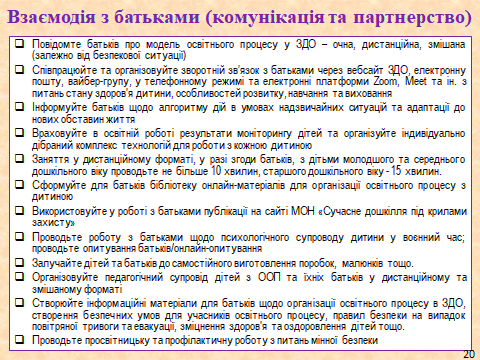 Взаємодія з батьками (комунікація та партнерство)
❑ Повідомте батьків про модель освітнього процесу у ЗДО – очна, дистанційна, змішана
(залежно від безпекової ситуації)
❑ Співпрацюйте та організовуйте зворотній зв'язок з батьками через вебсайт ЗДО, електронну
пошту, вайбер-групу, у телефонному режимі та електронні платформи Zoom, Meet та ін. з
питань стану здоров'я дитини, особливостей розвитку, навчання та виховання
❑ Інформуйте батьків щодо алгоритму дій в умовах надзвичайних ситуацій та адаптації до
нових обставин життя
❑ Враховуйте в освітній роботі результати моніторингу дітей та організуйте індивідуально
дібраний комплекс технологій для роботи з кожною дитиною
❑ Заняття у дистанційному форматі, у разі згоди батьків, з дітьми молодшого та середнього
дошкільного віку проводьте не більше 10 хвилин, старшого дошкільного віку - 15 хвилин.
❑ Сформуйте для батьків бібліотеку онлайн-матеріалів для організації освітнього процесу з
дитиною
❑ Використовуйте у роботі з батьками публікації на сайті МОН «Сучасне дошкілля під крилами
захисту»
❑ Проводьте роботу з батьками щодо психологічного супроводу дитини у воєнний час;
проводьте опитування батьків/онлайн-опитування
❑ Залучайте дітей та батьків до самостійного виготовлення поробок, малюнків тощо.
❑ Організовуйте педагогічний супровід дітей з ООП та їхніх батьків у дистанційному та
змішаному форматі
❑ Створюйте інформаційні матеріали для батьків щодо організації освітнього процесу в ЗДО,
створення безпечних умов для учасників освітнього процесу, правил безпеки на випадок
повітряної тривоги та евакуації, зміцнення здоров'я та оздоровлення дітей тощо.
❑ Проводьте просвітницьку та профілактичну роботу з питань мінної безпеки
20